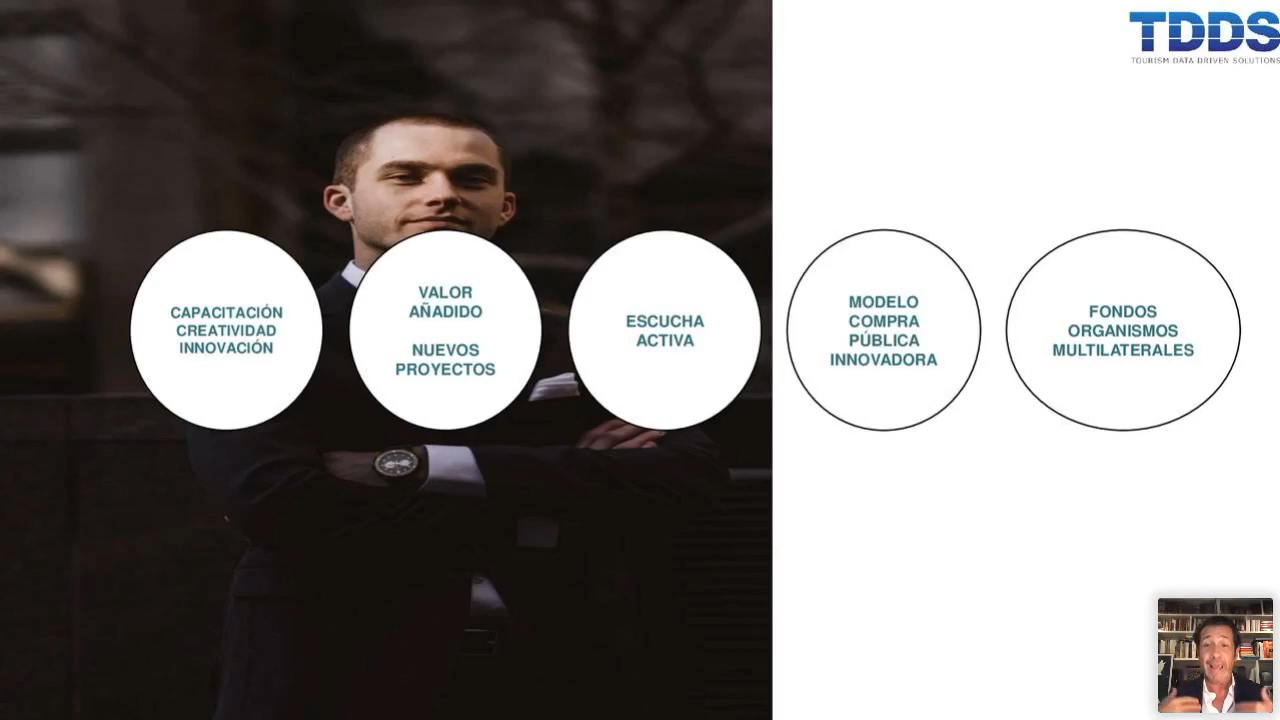 TDDS
TOURISM DATA DRIVEN SOLUTIONS
CAPACITACIÓN
CREATIVIDAD
INNOVACIÓN
VALOR
AÑADIDO
NUEVOS
PROYECTOS
ESCUCHA
ACTIVA
MODELO
COMPRA
PÚBLICA
INNOVADORA
FONDOS
ORGANISMOS
MULTILATERALES